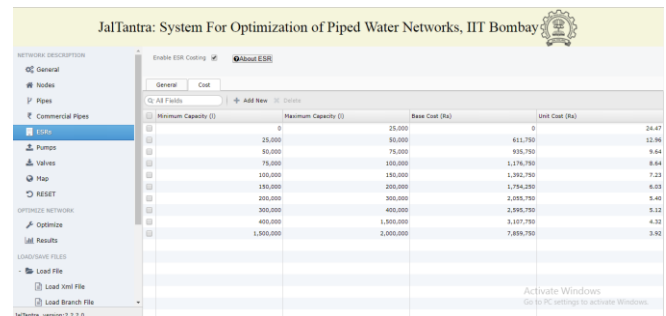 JalTantra: System For Optimization of Piped Water Networks, IIT Bombay
NETWORK DESCRIPTION
General
Nodes
Pipes
Commercial Pipes
ESRs
Pumps
Valves
Map
RESET
OPTIMIZE NETWORK
Optimize
Results
LOAD/SAVE FILES
- Load File
Load Xml File
Load Branch File
JalTantra version:2.2.2.0
Enable ESR Costing About ESR
General Cost
All Fields + Add New Delete
Minimum Capacity (l) Maximum Capacity (l) Base Cost (Rs) Unit Cost (Rs)
0 25,000 0 24.47
25,000 50,000 611,750 12.96
50,000 75,000 935,750 9.64
75,000 100,000 1,176,750 8.64
100,000 150,000 1,392,750 7.23
150,000 200,000 1,754,250 6.03
200,000 300,000 2,055,750 5.40
300,000 400,000 2,595,750 5.12
400,000 1,500,000 3,107,750 4.32
1,500,000 2,000,000 7,859,750 3.92
Activate Windows
Go to PC settings to activate Windows.